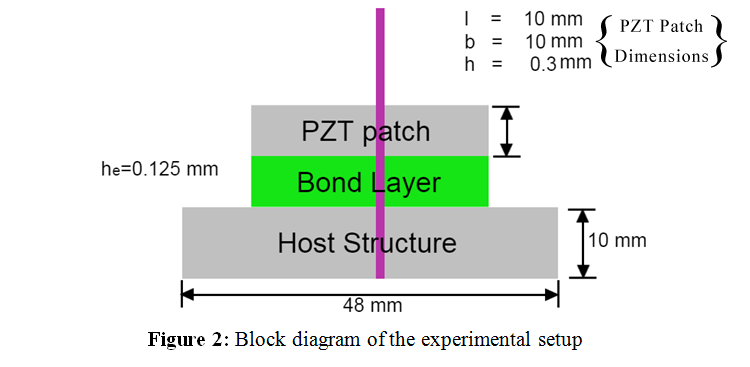 l = 10 mm
b = 10 mm
h = 0.3 mm
PZT Patch
Dimensions
PZT patch
he=0.125 mm
Bond Layer
Host Structure
10 mm
48 mm
Figure 2: Block diagram of the experimental setup